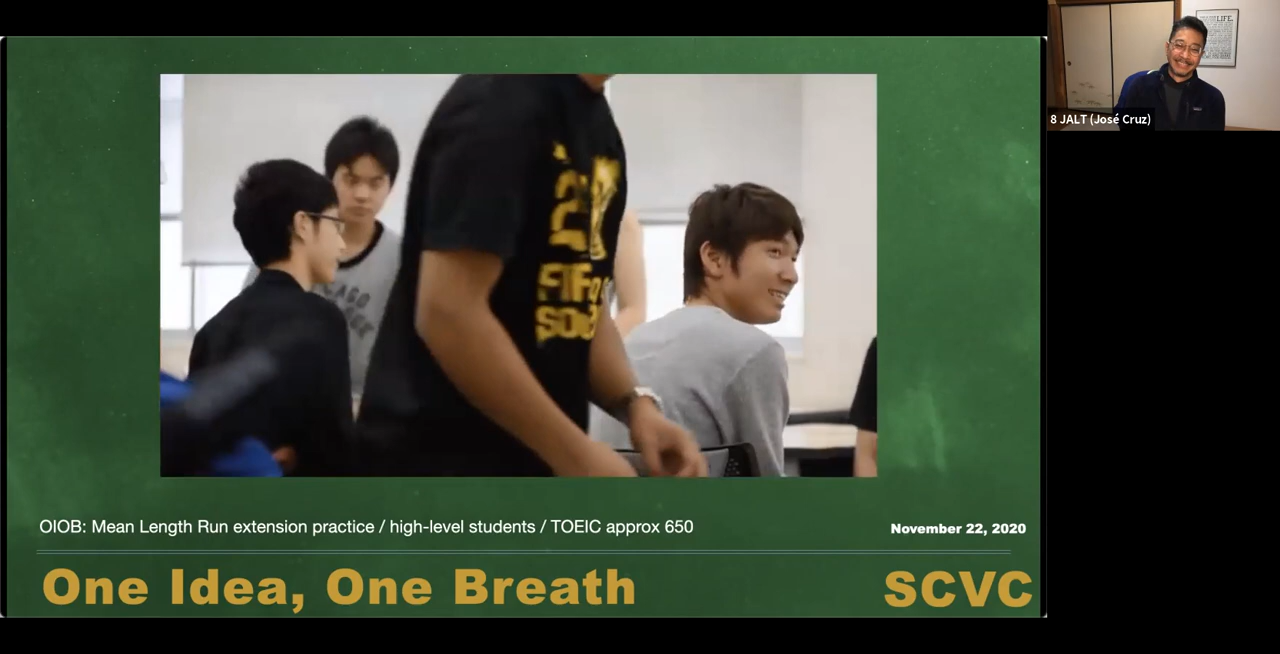 LIFE.
8 JALT (José Cruz)
FIFA
OIOB: Mean Length Run extension practice / high-level students / TOEIC approx 650
November 22, 2020
One Idea, One Breath
SCVC